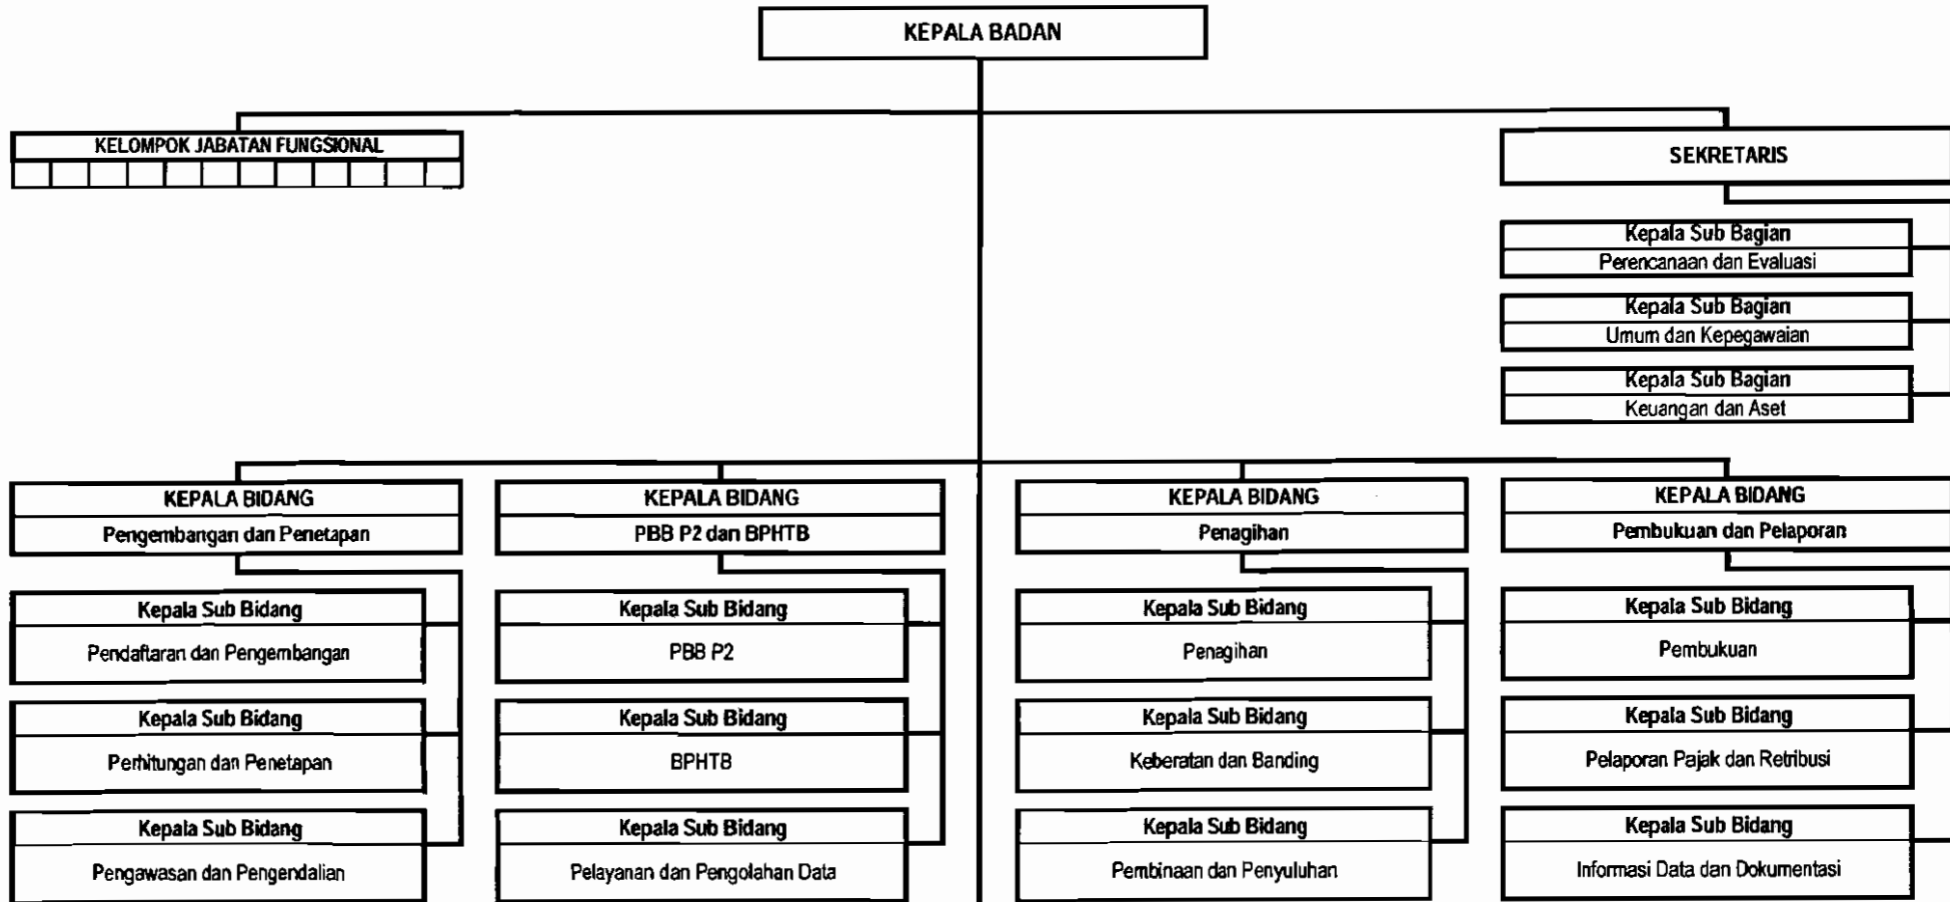 KEPALA BADAN
KELOMPOK JABATAN FUNGSIONAL
SEKRETARIS
Kepala Sub Bagian
Perencanaan dan Evaluasi
Kepala Sub Bagian
Umum dan Kepegawaian
Kepala Sub Bagian
Keuangan dan Aset
KEPALA BIDANG
Pengembangan dan Penetapan
Kepala Sub Bidang
Pendaftaran dan Pengembangan
Kepala Sub Bidang
Perhitungan dan Penetapan
Kepala Sub Bidang
Pengawasan dan Pengendalian
KEPALA BIDANG
PBB P2 dan BPHTB
Kepala Sub Bidang
PBB P2
Kepala Sub Bidang
BPHTB
Kepala Sub Bidang
Pelayanan dan Pengolahan Data
KEPALA BIDANG
Penagihan
Kepala Sub Bidang
Penagihan
Kepala Sub Bidang
Keberatan dan Banding
Kepala Sub Bidang
Pembinaan dan Penyuluhan
KEPALA BIDANG
Pembukuan dan Pelaporan
Kepala Sub Bidang
Pembukuan
Kepala Sub Bidang
Pelaporan Pajak dan Retribusi
Kepala Sub Bidang
Informasi Data dan Dokumentasi